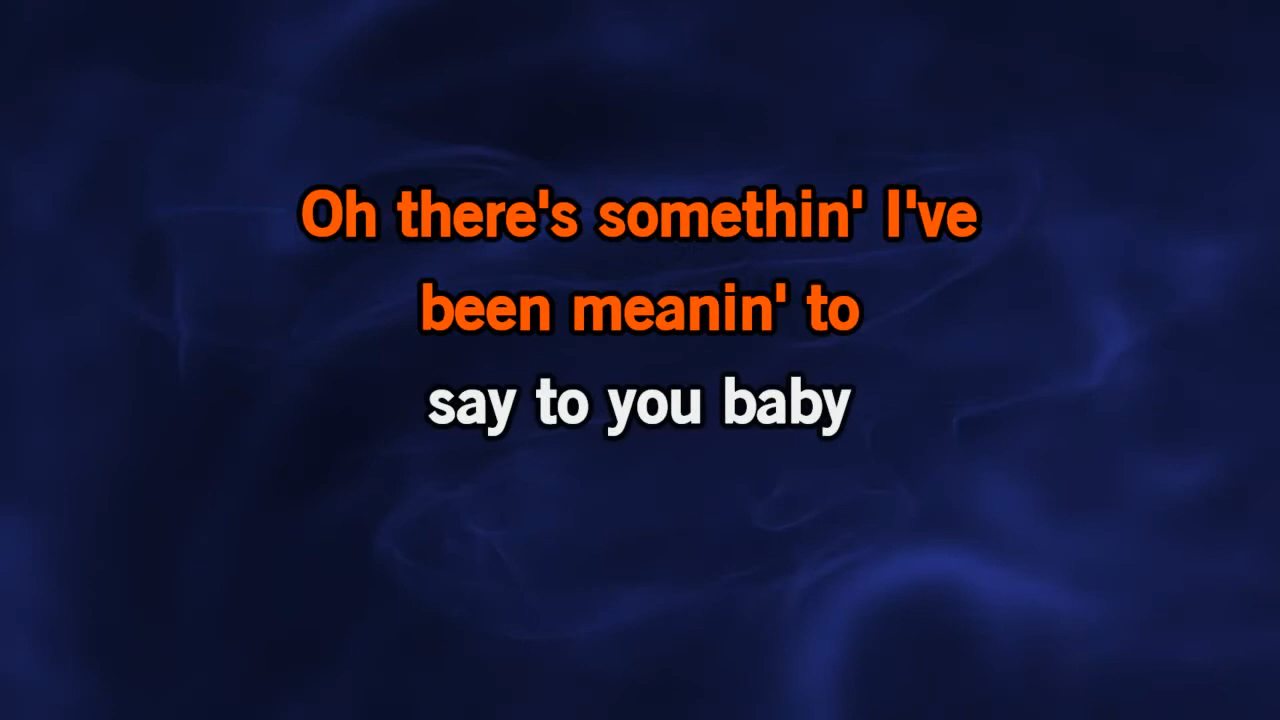 Oh there's somethin' I've
been meanin' to
say to you baby